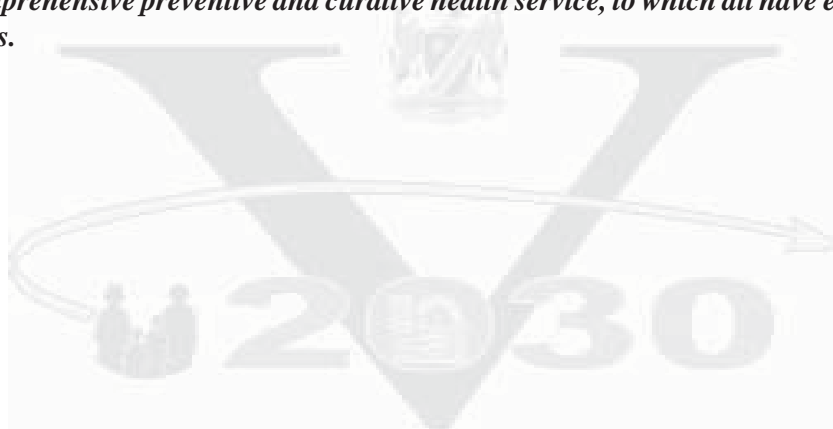 prehensive preventive and curative health service, to which all have e
s.
V
2030